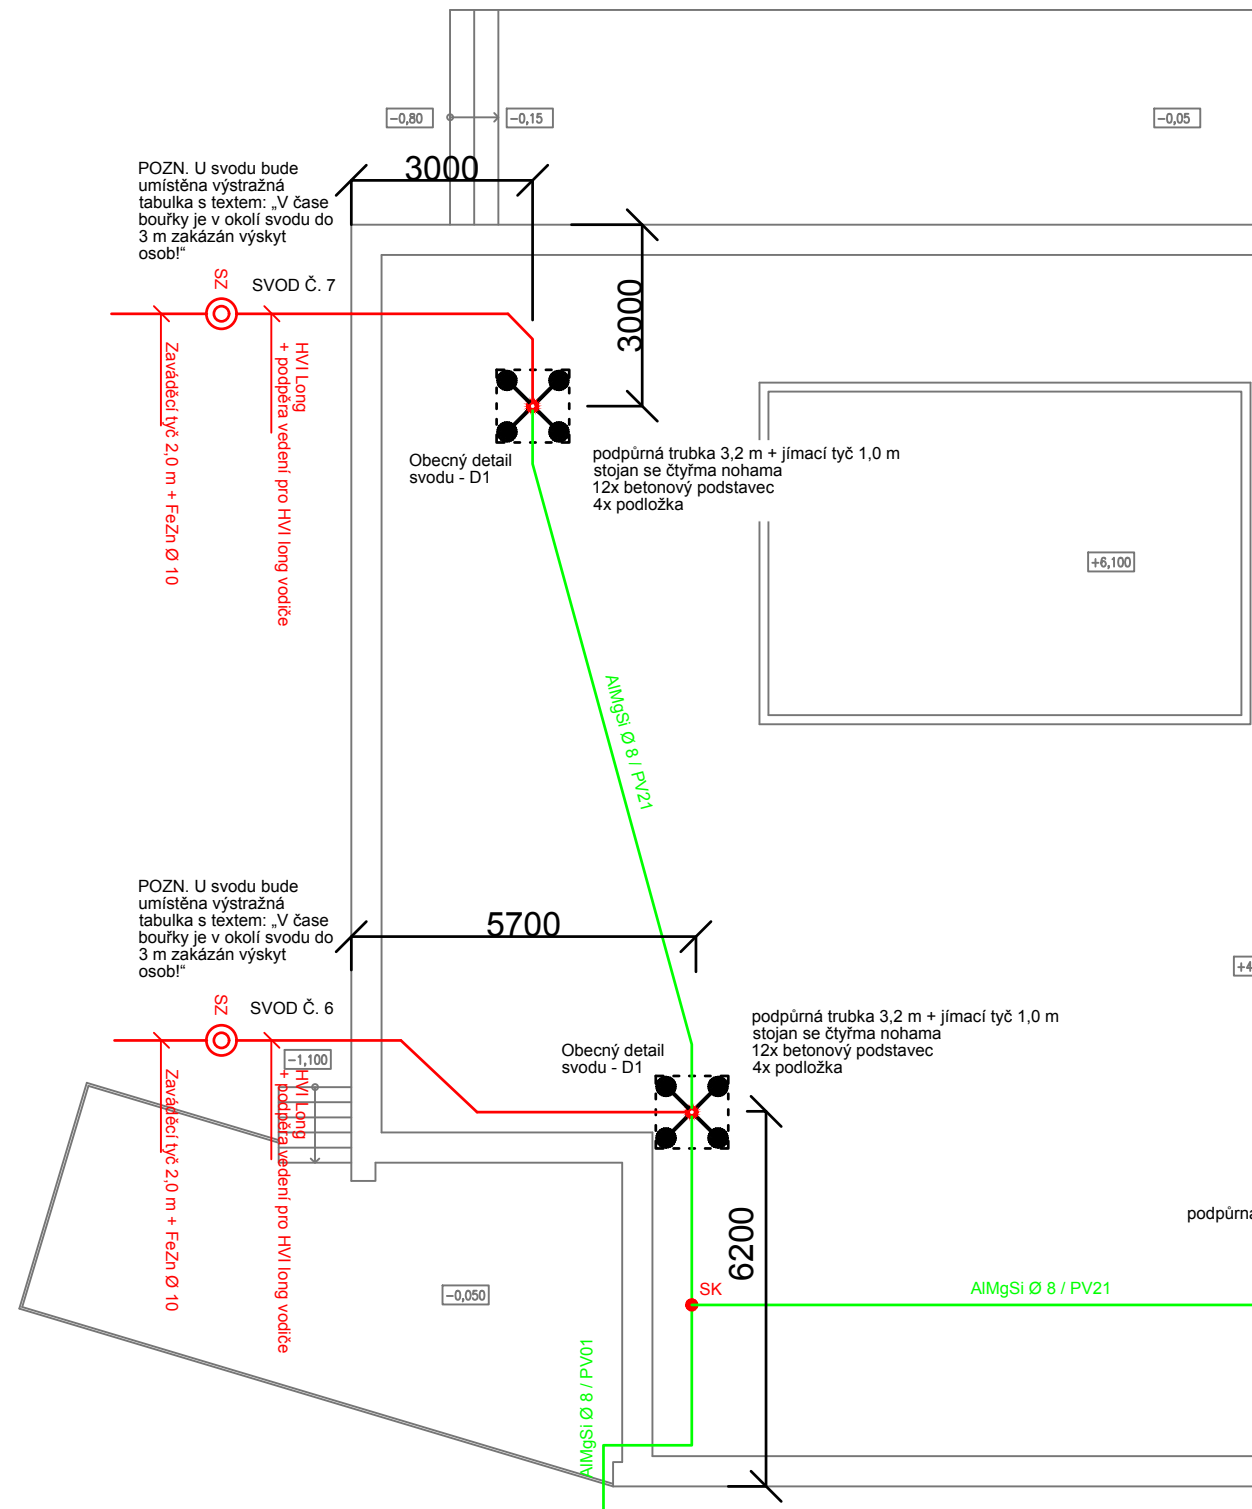 −0,80
−0,15
−0,05
3000
POZN. U svodu bude
umístěna výstražná
tabulka s textem: „V čase
bouřky je v okolí svodu do
3 m zakázán výskyt
osob!“
SZ
SVOD Č. 7
3000
Zaváděcí tyč 2,0 m + FeZn Ø 10
HVI Long
+ podpěra vedení pro HVI long vodiče
Obecný detail
svodu - D1
podpůrná trubka 3,2 m + jímací tyč 1,0 m
stojan se čtyřma nohama
12x betonový podstavec
4x podložka
+6,100
AlMgSi Ø 8 / PV21
POZN. U svodu bude
umístěna výstražná
tabulka s textem: „V čase
bouřky je v okolí svodu do
3 m zakázán výskyt
osob!“
5700
+4
SZ
SVOD Č. 6
−1,100
Zaváděcí tyč 2,0 m + FeZn Ø 10
HVI Long
+ podpěra vedení pro HVI long vodiče
Obecný detail
svodu - D1
podpůrná trubka 3,2 m + jímací tyč 1,0 m
stojan se čtyřma nohama
12x betonový podstavec
4x podložka
6200
podpůrna
−0,050
SK
AlMgSi Ø 8 / PV21
AlMgSi Ø 8 / PV01